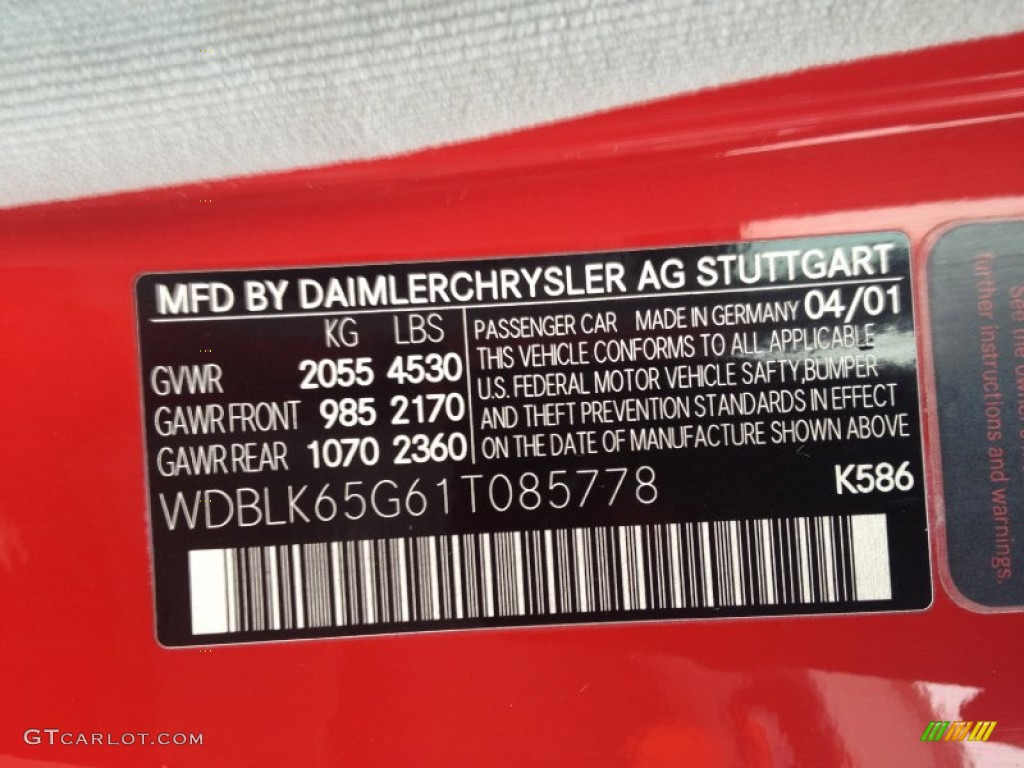 MFD BY DAIMLERCHRYSLER AG STUTTGART
KG LBS
GVWR 2055 4530
GAWR FRONT 985 2170
GAWR REAR 1070 2360
PASSENGER CAR MADE IN GERMANY 04/01
THIS VEHICLE CONFORMS TO ALL APPLICABLE
U.S. FEDERAL MOTOR VEHICLE SAFTY,BUMPER
AND THEFT PREVENTION STANDARDS IN EFFECT
ON THE DATE OF MANUFACTURE SHOWN ABOVE
WDBLK65G61T085778
K586
See the
further instructions and warnings.
GTCARLOT.COM